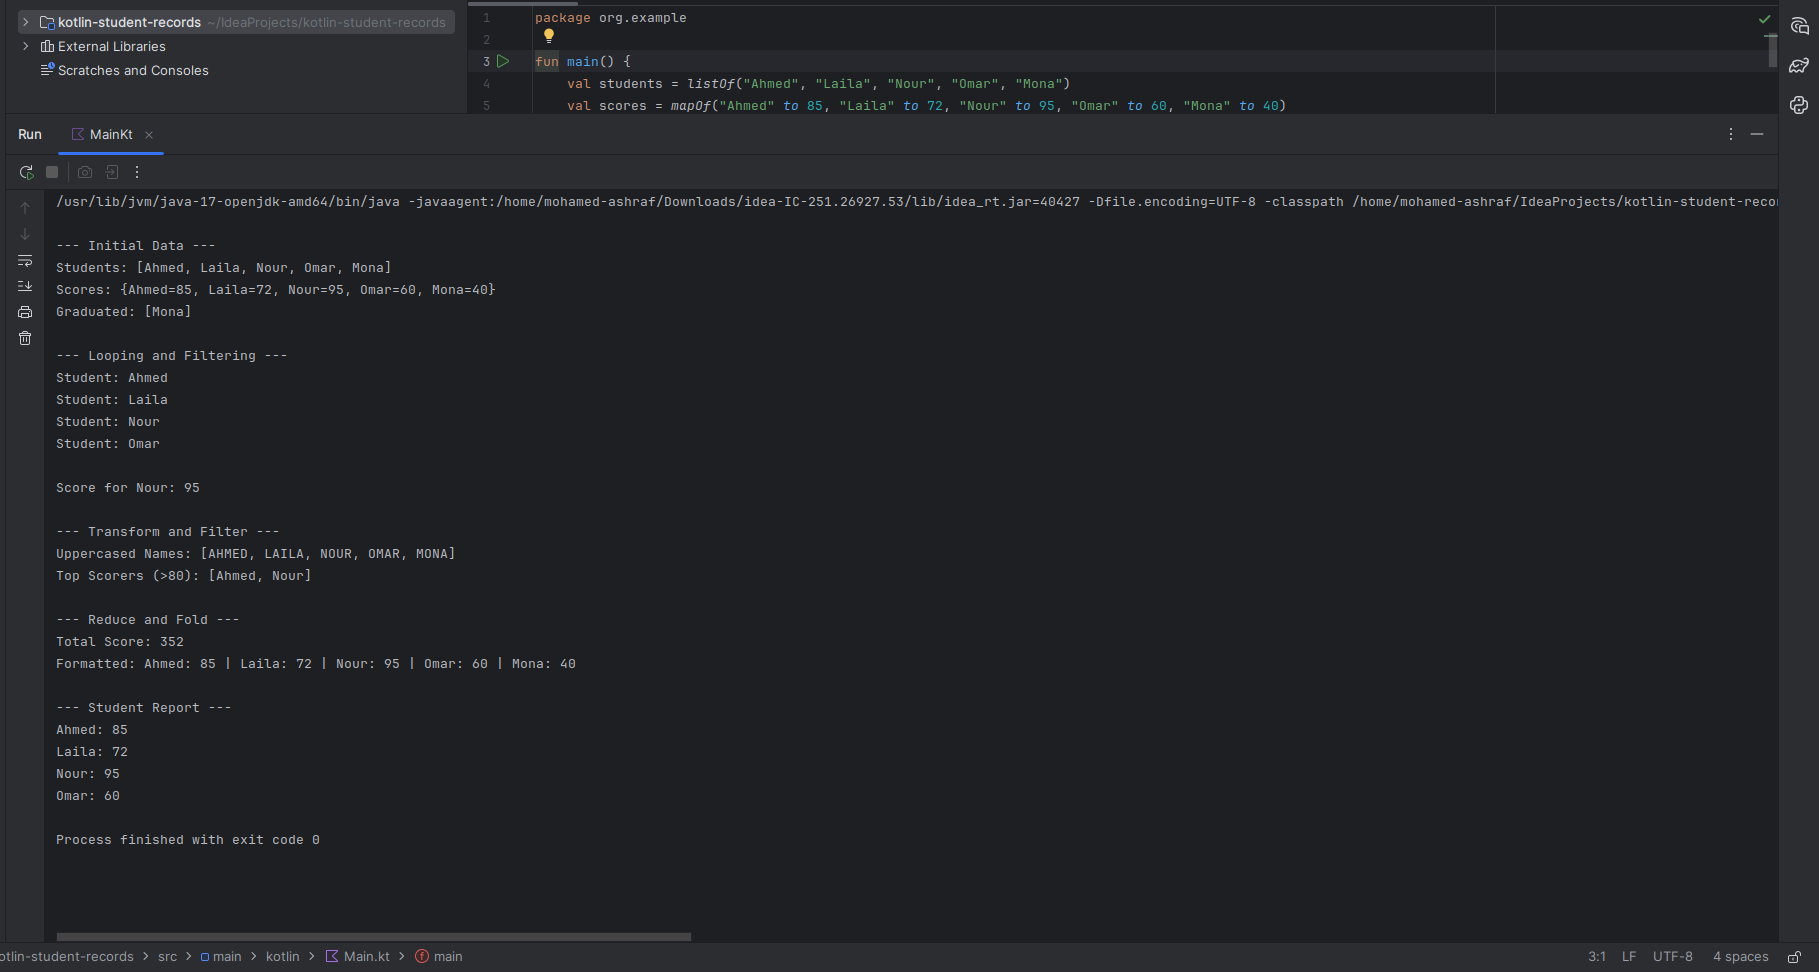 kotlin-student-records ~/IdeaProjects/kotlin-student-records
External Libraries
Scratches and Consoles
1 package org.example
2
3 fun main() {
4 val students = listOf("Ahmed", "Laila", "Nour", "Omar", "Mona")
5 val scores = mapOf("Ahmed" to 85, "Laila" to 72, "Nour" to 95, "Omar" to 60, "Mona" to 40)
Run MainKt
/usr/lib/jvm/java-17-openjdk-amd64/bin/java -javaagent:/home/mohamed-ashraf/Downloads/idea-IC-251.26927.53/lib/idea_rt.jar=40427 -Dfile.encoding=UTF-8 -classpath /home/mohamed-ashraf/IdeaProjects/kotlin-student-recor
--- Initial Data ---
Students: [Ahmed, Laila, Nour, Omar, Mona]
Scores: {Ahmed=85, Laila=72, Nour=95, Omar=60, Mona=40}
Graduated: [Mona]
--- Looping and Filtering ---
Student: Ahmed
Student: Laila
Student: Nour
Student: Omar
Score for Nour: 95
--- Transform and Filter ---
Uppercased Names: [AHMED, LAILA, NOUR, OMAR, MONA]
Top Scorers (>80): [Ahmed, Nour]
--- Reduce and Fold ---
Total Score: 352
Formatted: Ahmed: 85 | Laila: 72 | Nour: 95 | Omar: 60 | Mona: 40
--- Student Report ---
Ahmed: 85
Laila: 72
Nour: 95
Omar: 60
Process finished with exit code 0
otlin-student-records > src > main > kotlin > Main.kt > main 3:1 LF UTF-8 4 spaces